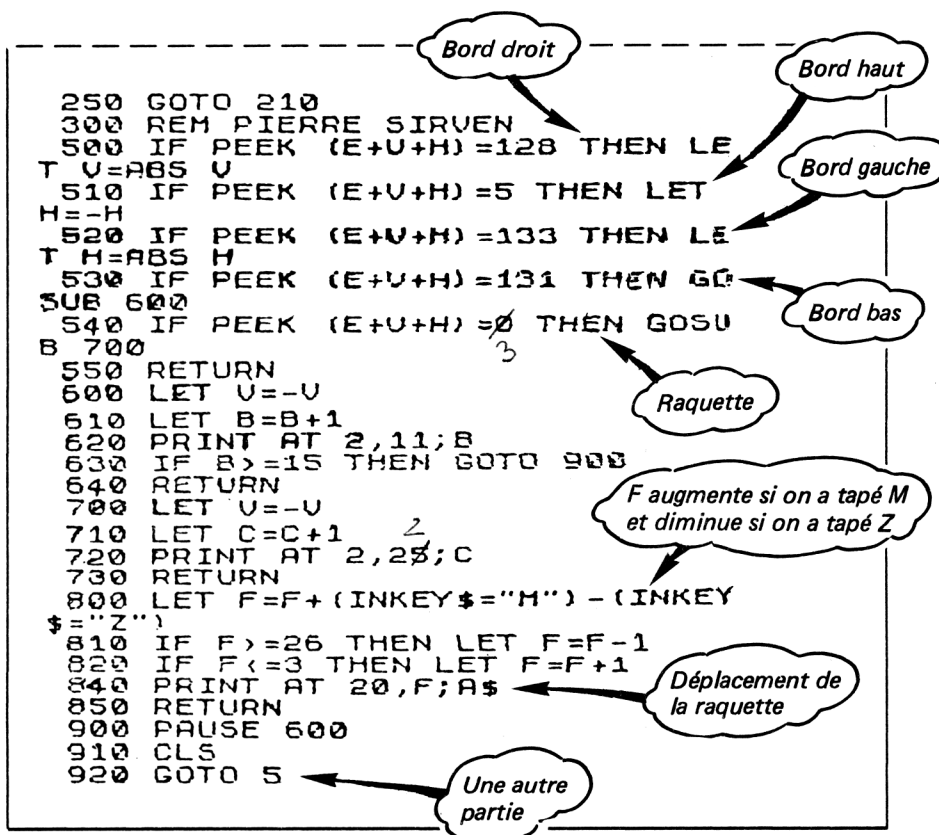 Bord droit
Bord haut
250 GOTO 210
300 REM PIERRE SIRVEN
500 IF PEEK (E+V+H)=128 THEN LE
T V=ABS V
Bord gauche
510 IF PEEK (E+V+H)=5 THEN LET
H=-H
520 IF PEEK (E+V+H)=133 THEN LE
T H=ABS H
530 IF PEEK (E+V+H)=131 THEN GO
SUB 600
Bord bas
540 IF PEEK (E+V+H)=0 THEN GOSU
3
B 700
550 RETURN
Raquette
600 LET V=-V
610 LET B=B+1
620 PRINT AT 2,11;B
630 IF B>=15 THEN GOTO 900
640 RETURN
F augmente si on a tapé M
et diminue si on a tapé Z
700 LET V=-V
710 LET C=C+1
2
720 PRINT AT 2,25;C
730 RETURN
800 LET F=F+(INKEY$="M")-(INKEY
$="Z")
810 IF F>=26 THEN LET F=F-1
820 IF F<=3 THEN LET F=F+1
840 PRINT AT 20,F;A$
Déplacement de
la raquette
850 RETURN
900 PAUSE 600
910 CLS
920 GOTO 5
Une autre
partie